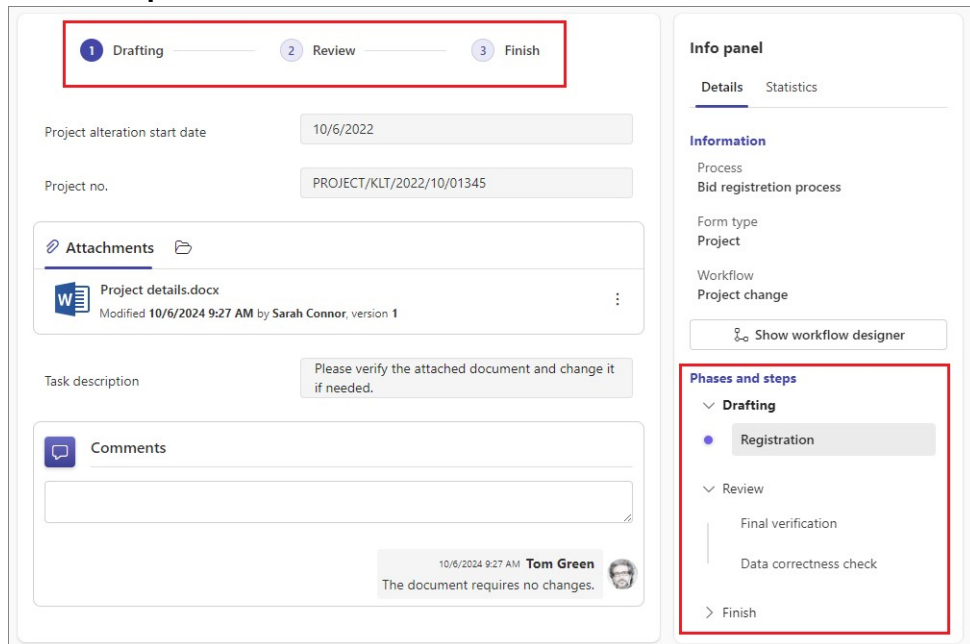 1 Drafting 2 Review 3 Finish
Project alteration start date
10/6/2022
Project no.
PROJECT/KLT/2022/10/01345
Attachments
W
Project details.docx
Modified 10/6/2024 9:27 AM by Sarah Connor, version 1
Task description
Please verify the attached document and change it
if needed.
Comments
10/6/2024 9:27 AM Tom Green
The document requires no changes.
Info panel
Details Statistics
Information
Process
Bid registretion process
Form type
Project
Workflow
Project change
Show workflow designer
Phases and steps
Drafting
Registration
Review
Final verification
Data correctness check
Finish